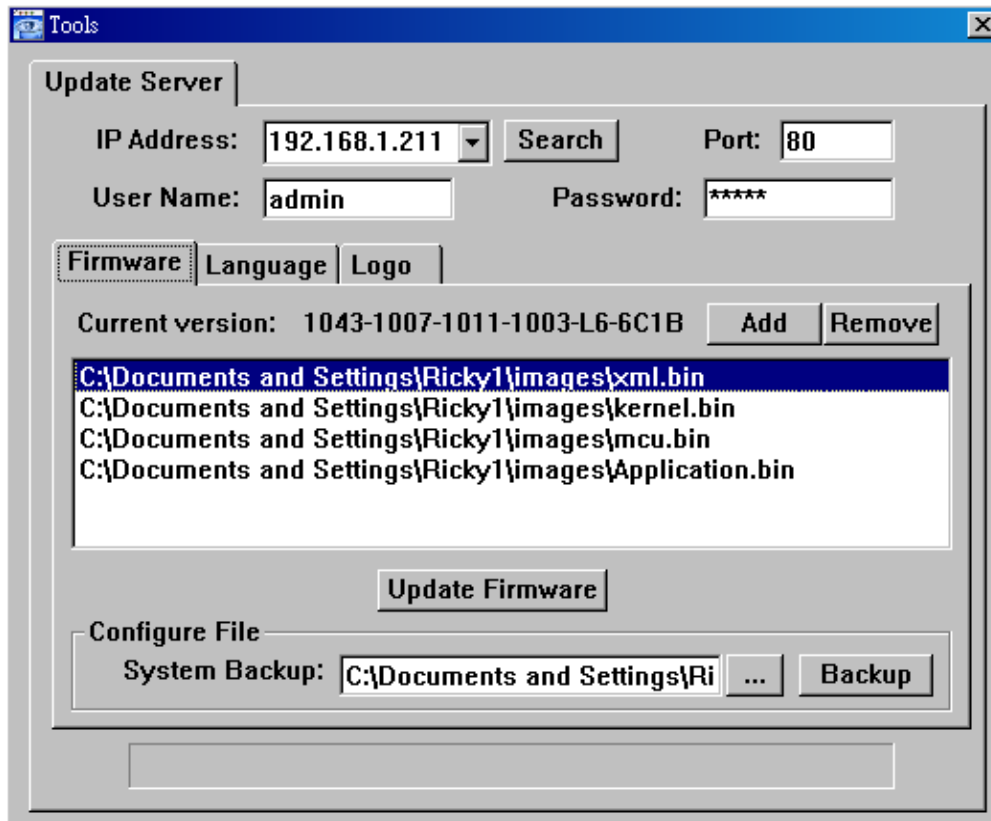 Tools
Update Server
IP Address: 192.168.1.211 Search Port: 80
User Name: admin Password: *****
Firmware Language Logo
Current version: 1043-1007-1011-1003-L6-6C1B Add Remove
C:\Documents and Settings\Ricky1\images\xml.bin
C:\Documents and Settings\Ricky1\images\kernel.bin
C:\Documents and Settings\Ricky1\images\mcu.bin
C:\Documents and Settings\Ricky1\images\Application.bin
Update Firmware
Configure File
System Backup: C:\Documents and Settings\Ri ... Backup